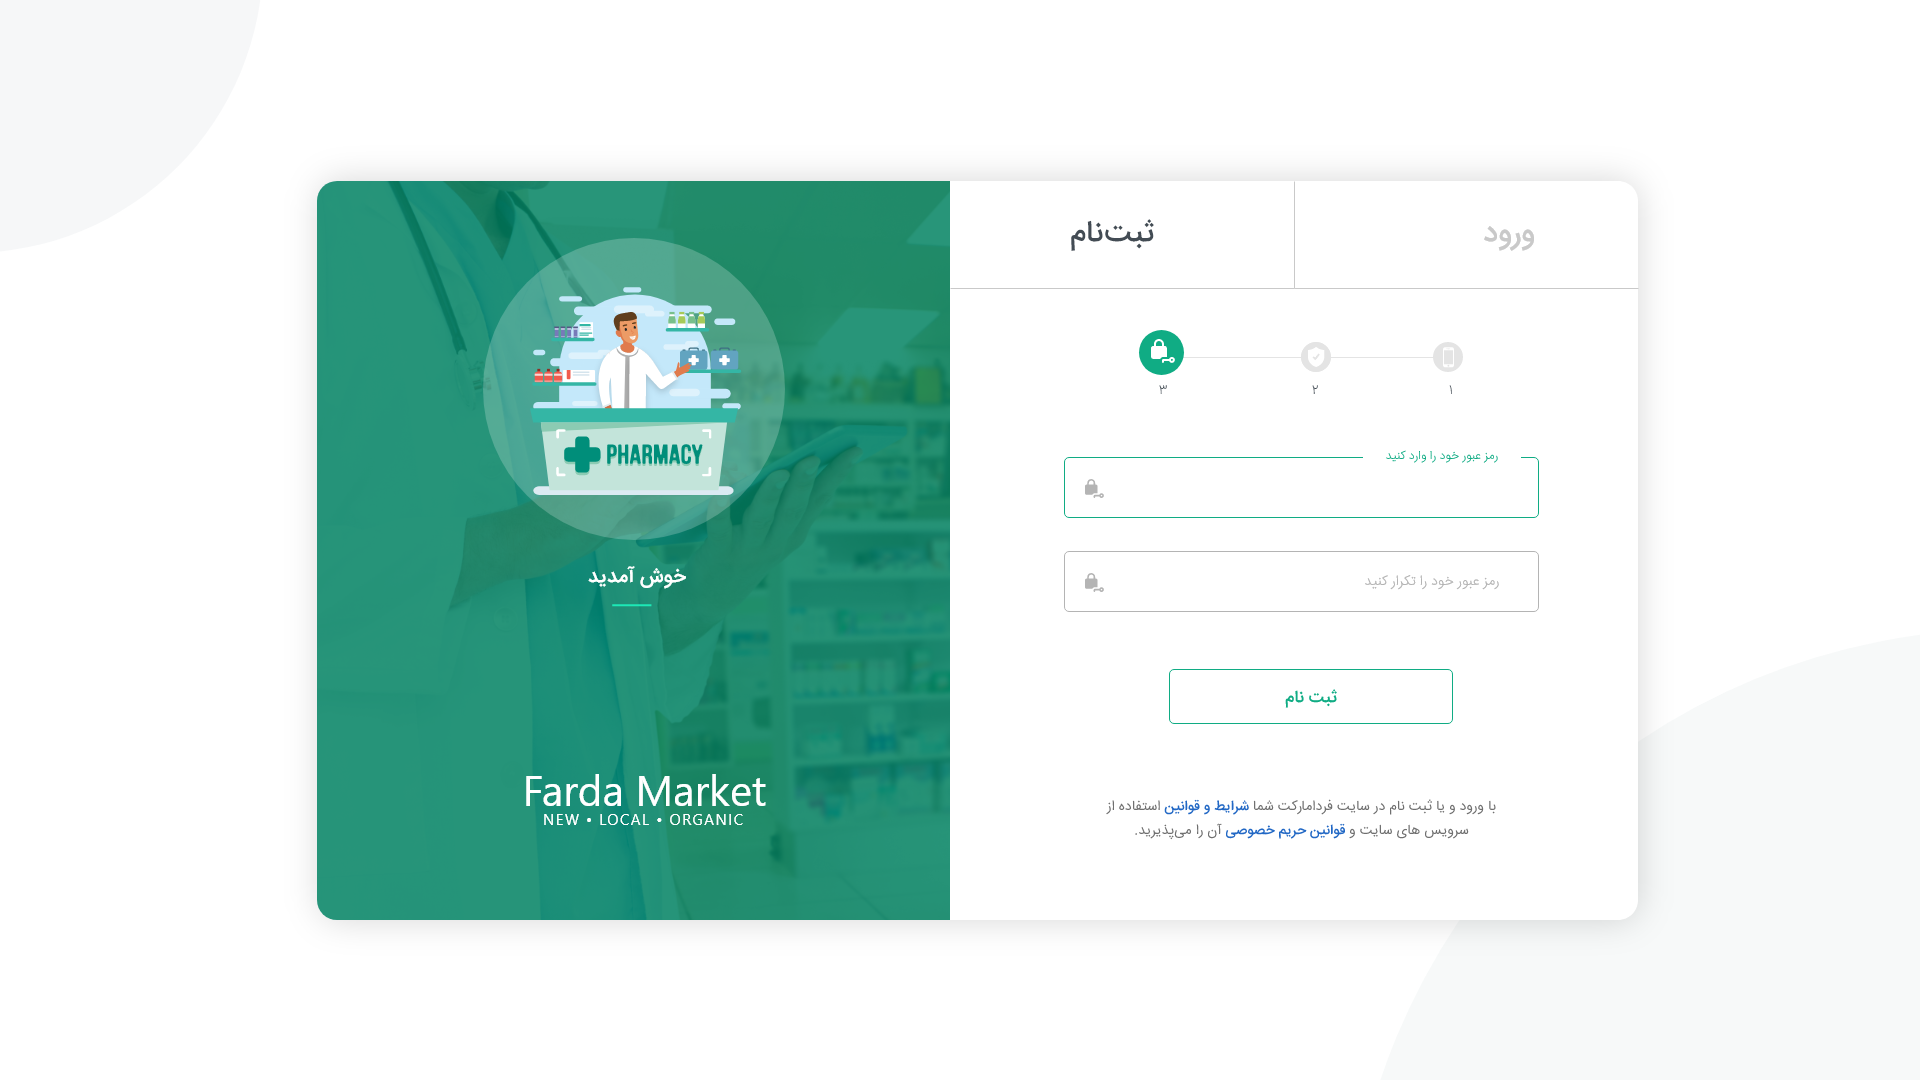 ورود
ثبت‌نام
۱
۲
۳
رمز عبور خود را وارد کنید
رمز عبور خود را تکرار کنید
ثبت نام
با ورود و یا ثبت نام در سایت فردامارکت شما شرایط و قوانین استفاده از
سرویس های سایت و قوانین حریم خصوصی آن را می‌پذیرید.
PHARMACY
خوش آمدید
Farda Market
NEW • LOCAL • ORGANIC